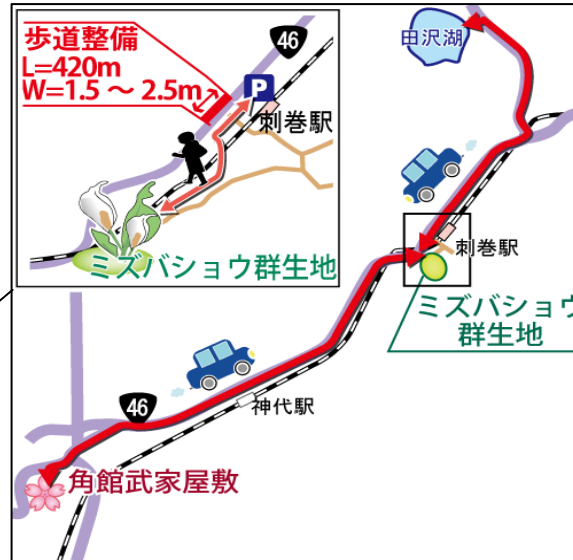 歩道整備
L=420m
W=1.5 ～ 2.5m
46
P
刺巻駅
ミズバショウ群生地
田沢湖
刺巻駅
ミズバショウ
群生地
神代駅
46
角館武家屋敷